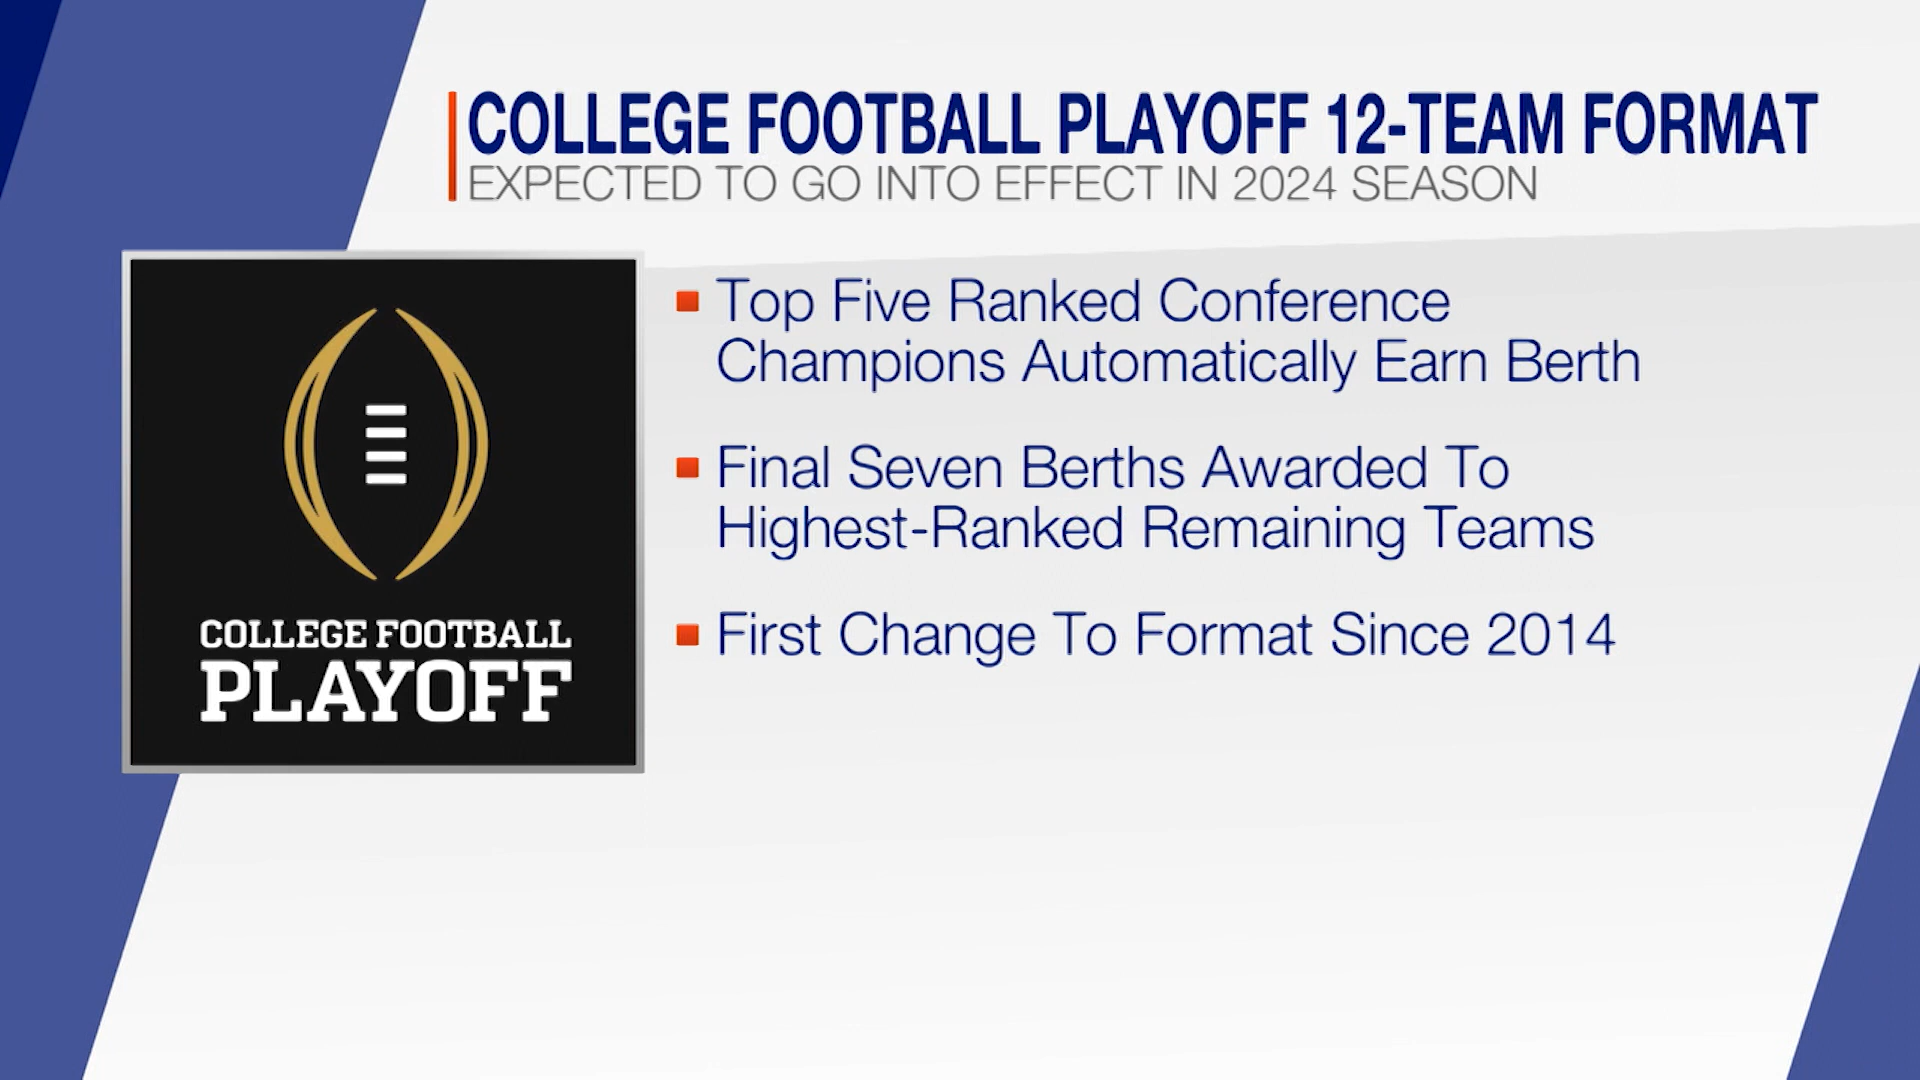 COLLEGE FOOTBALL PLAYOFF 12-TEAM FORMAT
EXPECTED TO GO INTO EFFECT IN 2024 SEASON
COLLEGE FOOTBALL
PLAYOFF
Top Five Ranked Conference
Champions Automatically Earn Berth
Final Seven Berths Awarded To
Highest-Ranked Remaining Teams
First Change To Format Since 2014